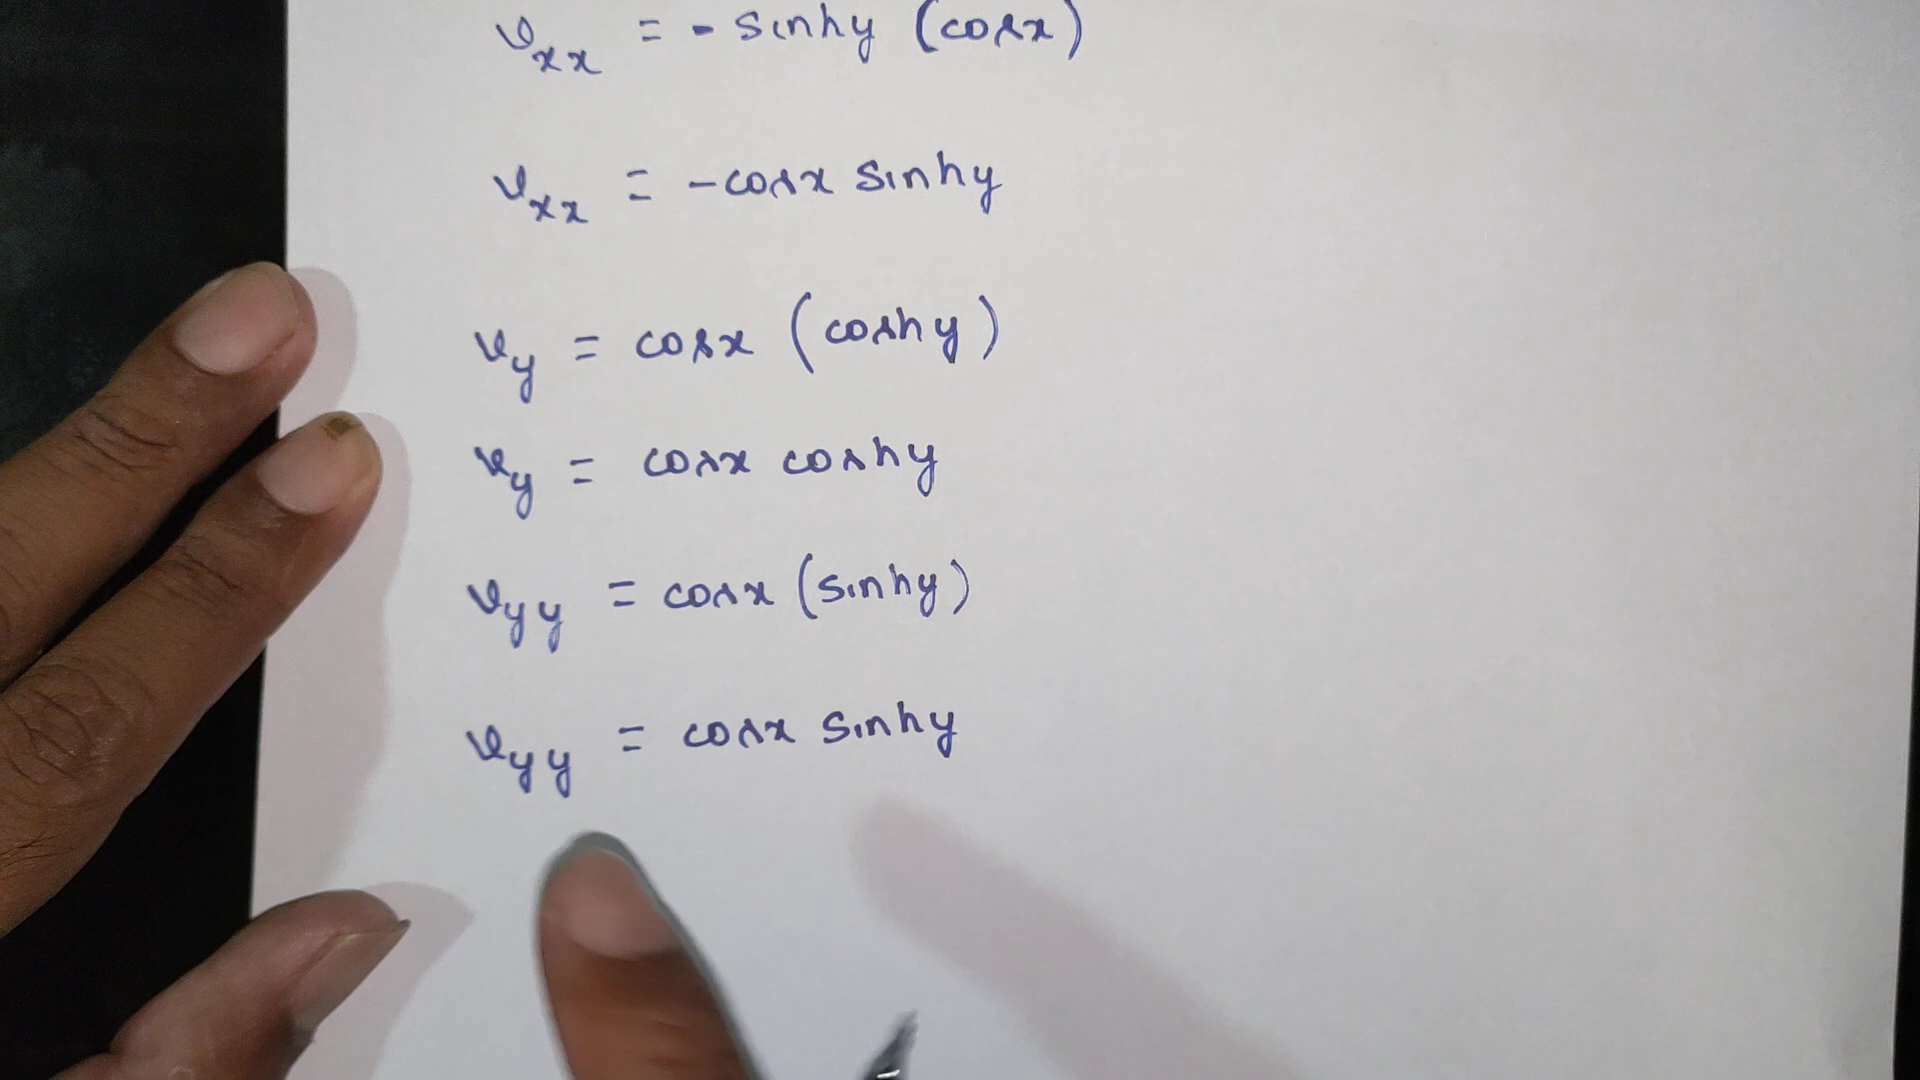 v_xx = - sinhy (cosx)
v_xx = -cosx sinhy
v_y = cosx (coshy)
v_y = cosx coshy
v_yy = cosx (sinhy)
v_yy = cosx sinhy